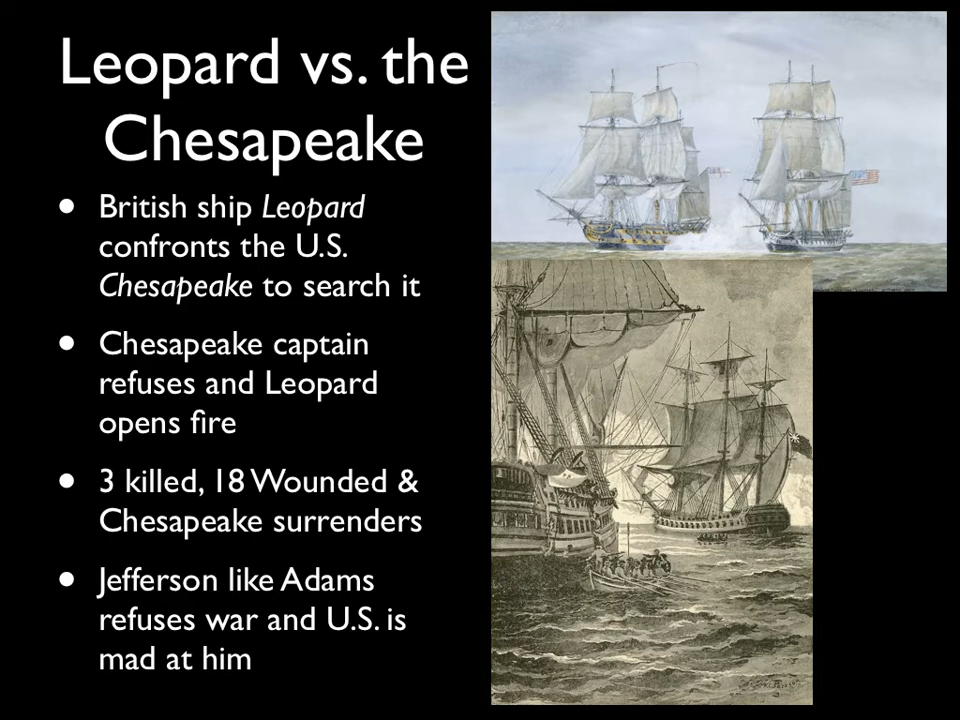 Leopard vs. the
Chesapeake
• British ship Leopard
confronts the U.S.
Chesapeake to search it
• Chesapeake captain
refuses and Leopard
opens fire
• 3 killed, 18 Wounded &
Chesapeake surrenders
• Jefferson like Adams
refuses war and U.S. is
mad at him